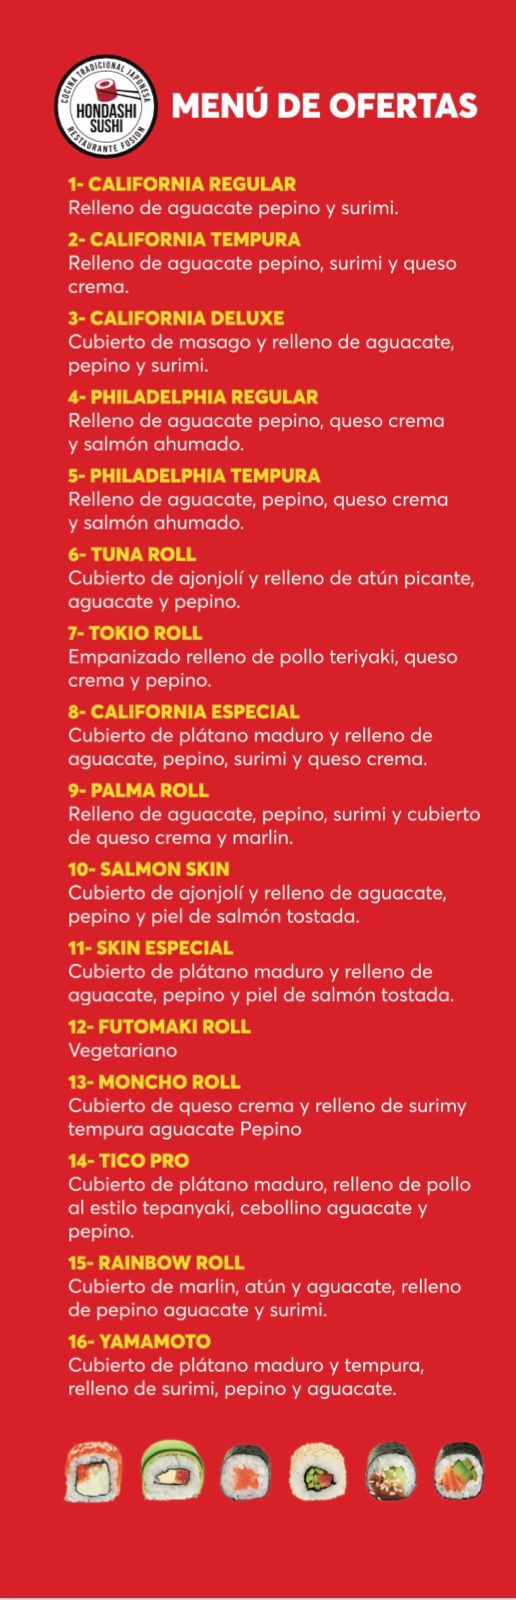 COCINA TRADICIONAL JAPONESA
HONDASHI
SUSHI
RESTAURANTE FUSION
MENÚ DE OFERTAS
1- CALIFORNIA REGULAR
Relleno de aguacate pepino y surimi.
2- CALIFORNIA TEMPURA
Relleno de aguacate pepino, surimi y queso
crema.
3- CALIFORNIA DELUXE
Cubierto de masago y relleno de aguacate,
pepino y surimi.
4- PHILADELPHIA REGULAR
Relleno de aguacate pepino, queso crema
y salmón ahumado.
5- PHILADELPHIA TEMPURA
Relleno de aguacate, pepino, queso crema
y salmón ahumado.
6- TUNA ROLL
Cubierto de ajonjolí y relleno de atún picante,
aguacate y pepino.
7- TOKIO ROLL
Empanizado relleno de pollo teriyaki, queso
crema y pepino.
8- CALIFORNIA ESPECIAL
Cubierto de plátano maduro y relleno de
aguacate, pepino, surimi y queso crema.
9- PALMA ROLL
Relleno de aguacate, pepino, surimi y cubierto
de queso crema y marlin.
10- SALMON SKIN
Cubierto de ajonjolí y relleno de aguacate,
pepino y piel de salmón tostada.
11- SKIN ESPECIAL
Cubierto de plátano maduro y relleno de
aguacate, pepino y piel de salmón tostada.
12- FUTOMAKI ROLL
Vegetariano
13- MONCHO ROLL
Cubierto de queso crema y relleno de surimy
tempura aguacate Pepino
14- TICO PRO
Cubierto de plátano maduro, relleno de pollo
al estilo tepanyaki, cebollino aguacate y
pepino.
15- RAINBOW ROLL
Cubierto de marlin, atún y aguacate, relleno
de pepino aguacate y surimi.
16- YAMAMOTO
Cubierto de plátano maduro y tempura,
relleno de surimi, pepino y aguacate.